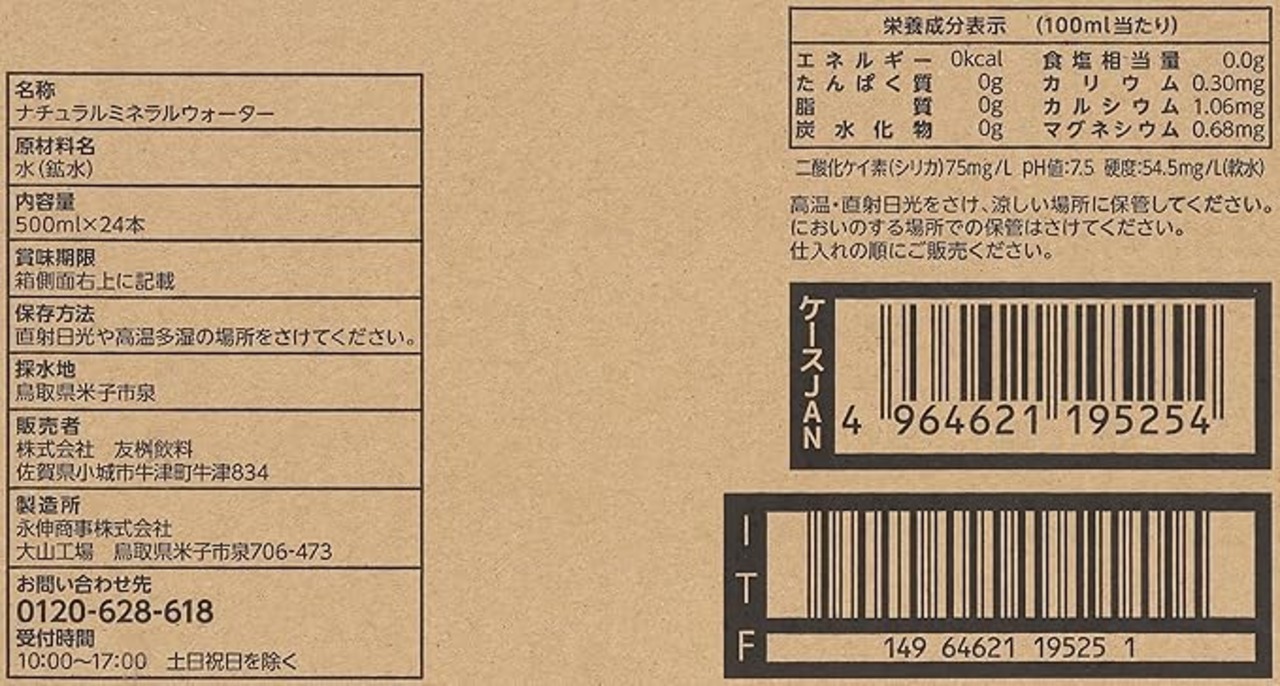 名称
ナチュラルミネラルウォーター
原材料名
水(鉱水)
内容量
500ml×24本
賞味期限
箱側面右上に記載
保存方法
直射日光や高温多湿の場所をさけてください。
採水地
鳥取県米子市泉
販売者
株式会社 友桝飲料
佐賀県小城市牛津町牛津834
製造所
永伸商事株式会社
大山工場 鳥取県米子市泉706-473
お問い合わせ先
0120-628-618
受付時間
10:00〜17:00 土日祝日を除く
栄養成分表示 (100ml当たり)
エネルギー 0kcal 食塩相当量 0.0g
たんぱく質 0g カリウム 0.30mg
脂質 0g カルシウム 1.06mg
炭水化物 0g マグネシウム 0.68mg
二酸化ケイ素(シリカ)75mg/L pH値:7.5 硬度:54.5mg/L(軟水)
高温・直射日光をさけ、涼しい場所に保管してください。
においのする場所での保管はさけてください。
仕入れの順にご販売ください。
ケースJAN
4 964621 195254
ITF
149 64621 19525 1